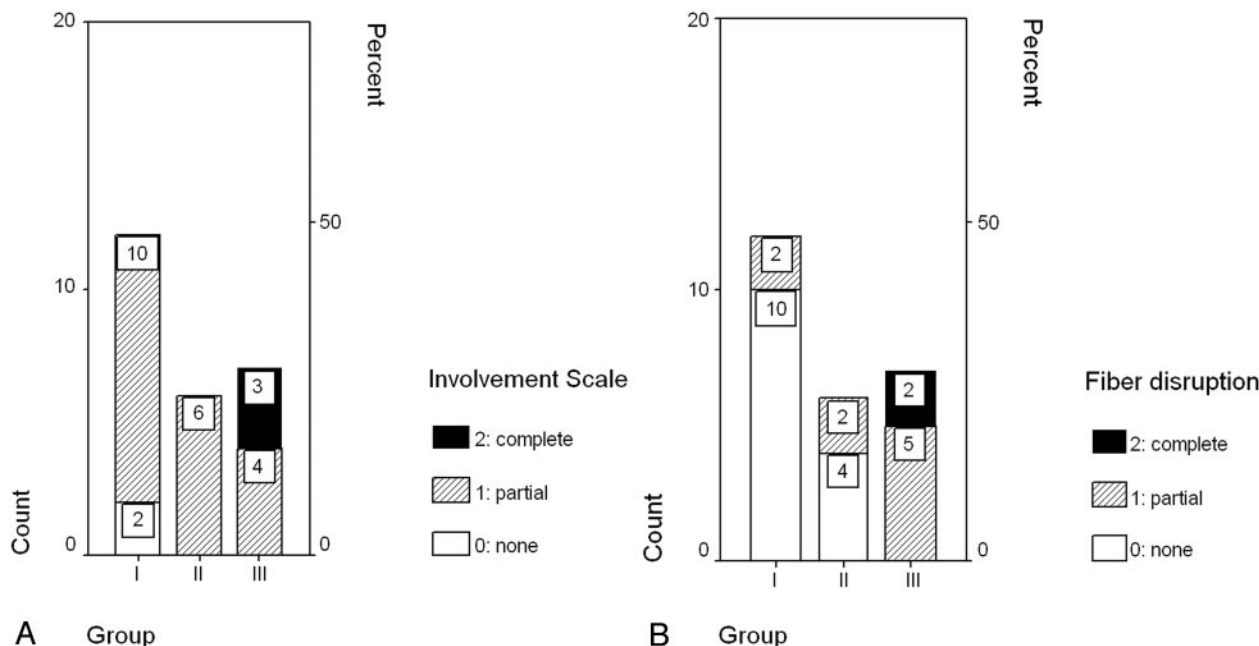 20
Percent
50
10
10
6
3
4
2
Count
0
0
I
II
III
Involvement Scale
2: complete
1: partial
0: none
A
Group
20
Percent
50
10
2
10
2
4
2
5
Count
0
0
I
II
III
Fiber disruption
2: complete
1: partial
0: none
B
Group